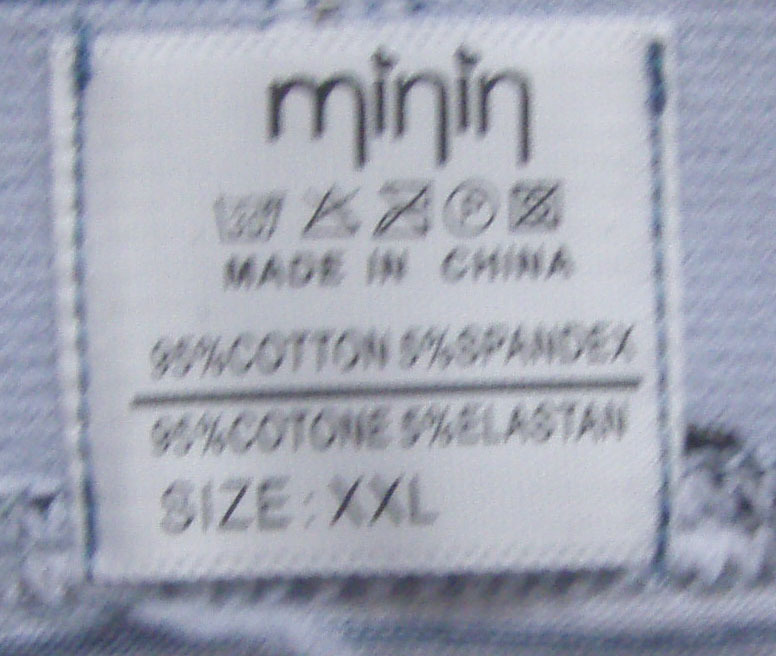 minin
P
MADE IN CHINA
95%COTTON 5%SPANDEX
95%COTONE 5%ELASTAN
SIZE: XXL